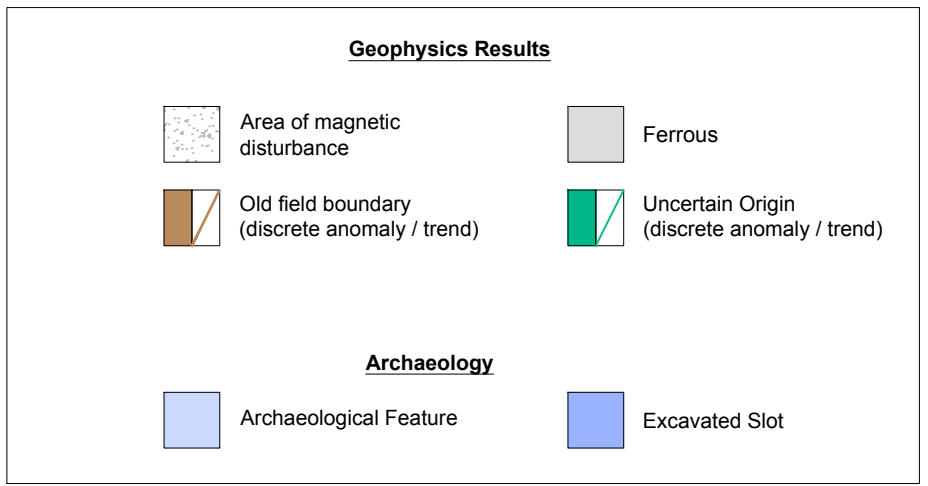 Geophysics Results
Area of magnetic
disturbance
Ferrous
Old field boundary
(discrete anomaly / trend)
Uncertain Origin
(discrete anomaly / trend)
Archaeology
Archaeological Feature
Excavated Slot